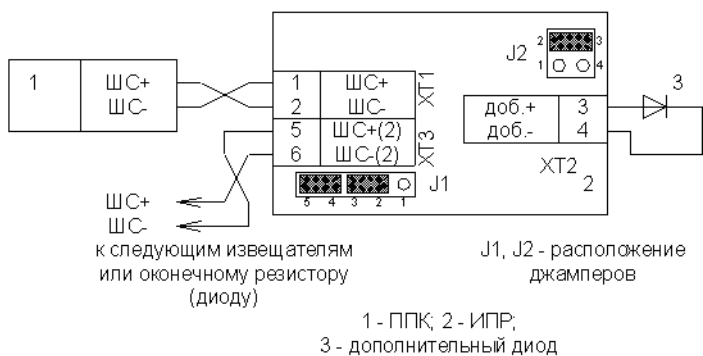 1 ШС+
ШС-
1 ШС+
2 ШС-
XT1
5 ШС+(2)
6 ШС-(2)
XT3
J2
2 3
1 4
доб.+ 3
доб.- 4
3
XT2
2
J1
5 4 3 2 1
ШС+
ШС-
к следующим извещателям
или оконечному резистору
(диоду)
J1, J2 - расположение
джамперов
1 - ППК; 2 - ИПР;
3 - дополнительный диод